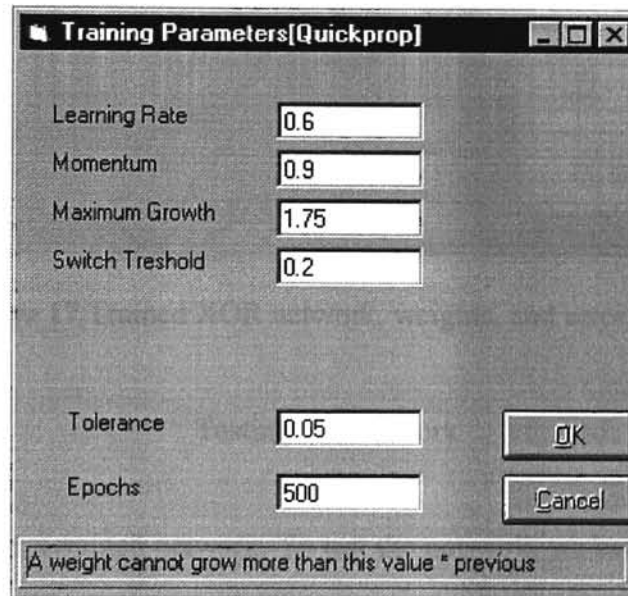 Training Parameters[Quickprop]
Learning Rate 0.6
Momentum 0.9
Maximum Growth 1.75
Switch Treshold 0.2
Tolerance 0.05
OK
Epochs 500
Cancel
A weight cannot grow more than this value * previous